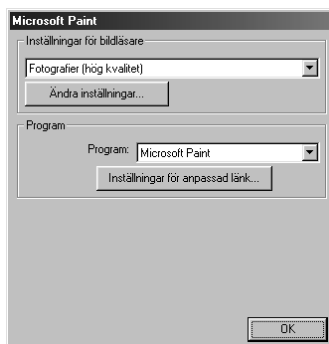 Microsoft Paint
Inställningar för bildläsare
Fotografier (hög kvalitet)
Ändra inställningar...
Program
Program: Microsoft Paint
Inställningar för anpassad länk...
OK